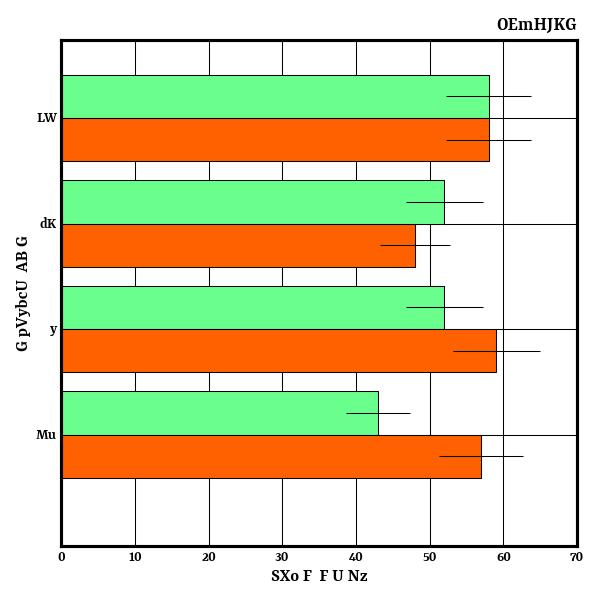 OEmHJKG
LW
dK
y
Mu
G pVybcU  AB G
0 10 20 30 40 50 60 70
SXo F  F U Nz